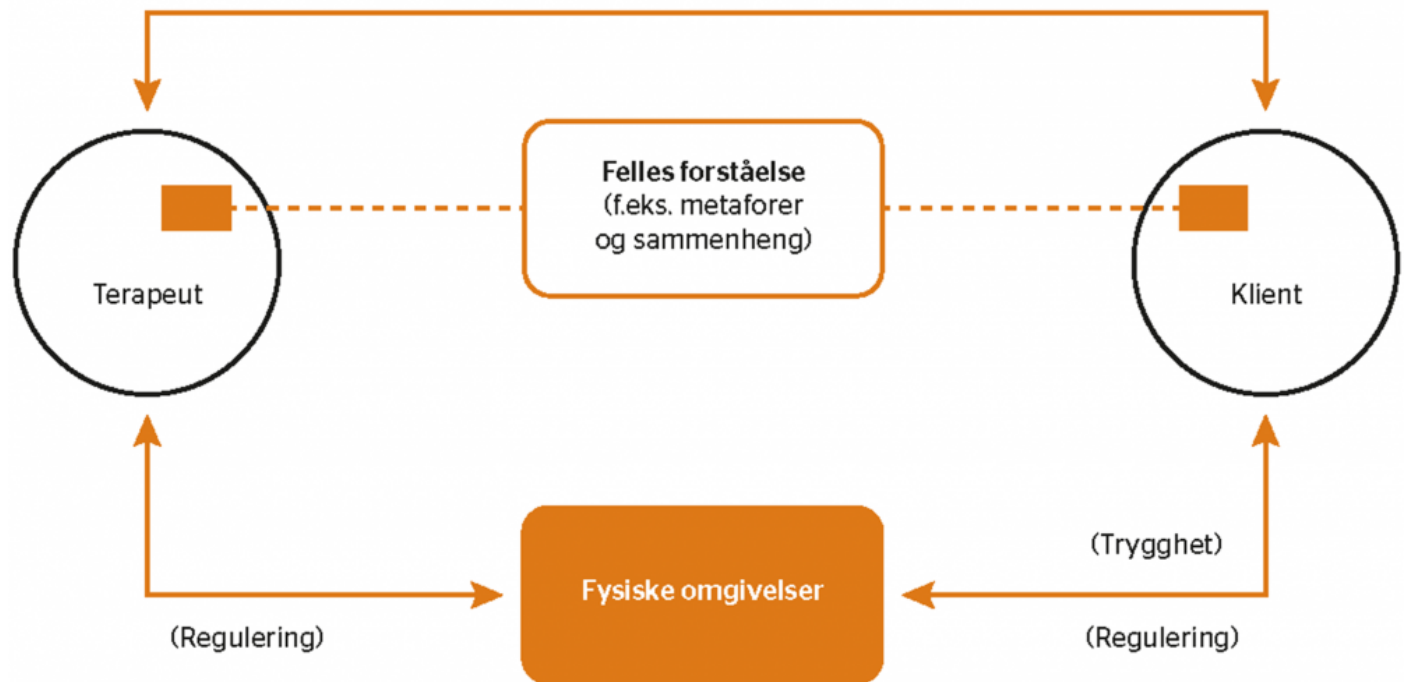 Felles forståelse
(f.eks. metaforer
og sammenheng)
Terapeut
Klient
(Trygghet)
Fysiske omgivelser
(Regulering)
(Regulering)